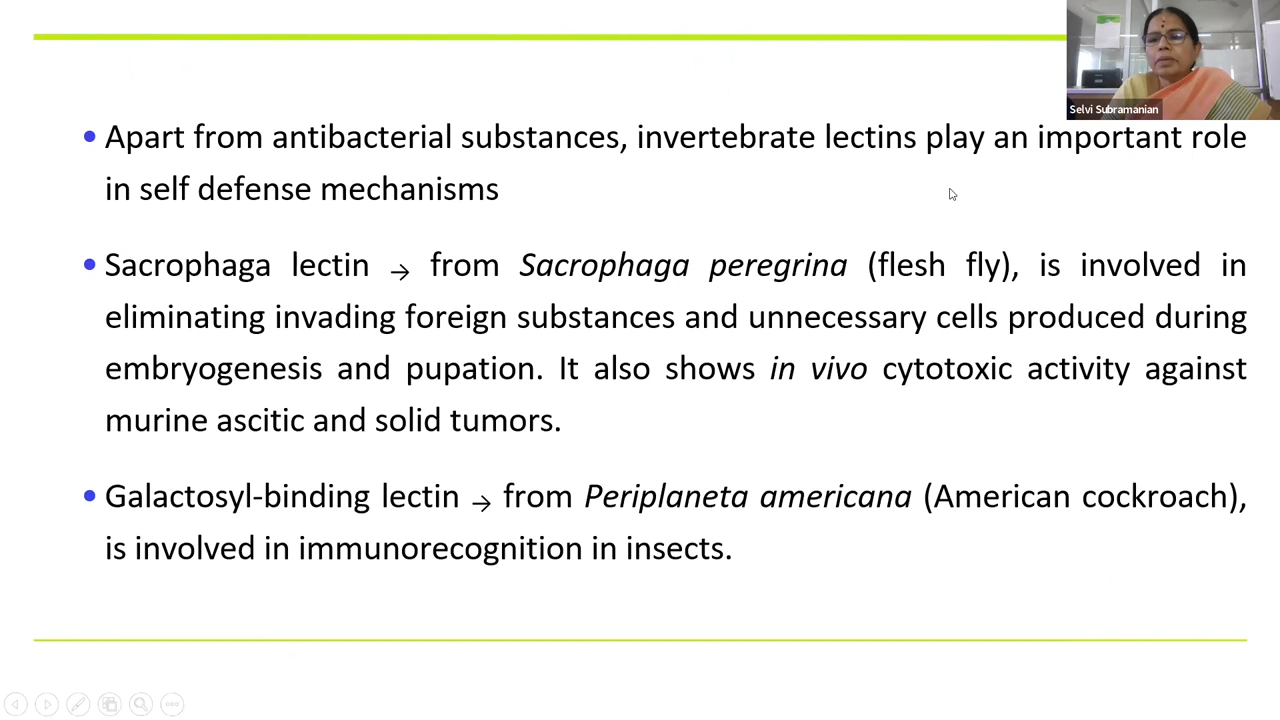 Selvi Subramanian
• Apart from antibacterial substances, invertebrate lectins play an important role
in self defense mechanisms
• Sacrophaga lectin → from Sacrophaga peregrina (flesh fly), is involved in
eliminating invading foreign substances and unnecessary cells produced during
embryogenesis and pupation. It also shows in vivo cytotoxic activity against
murine ascitic and solid tumors.
• Galactosyl-binding lectin → from Periplaneta americana (American cockroach),
is involved in immunorecognition in insects.